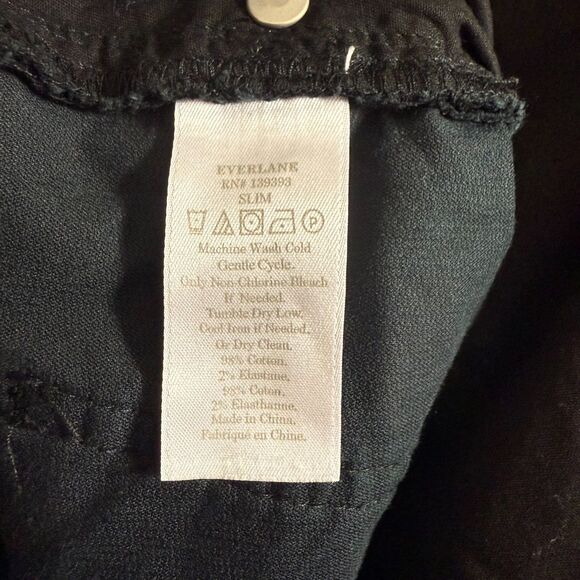 EVERLANE
RN# 139393
SLIM
P
Machine Wash Cold
Gentle Cycle.
Only Non-Chlorine Bleach
If Needed.
Tumble Dry Low.
Cool Iron if Needed.
Or Dry Clean.
98% Cotton.
2% Elastane.
98% Coton.
2% Elasthanne.
Made in China.
Fabriqué en Chine.